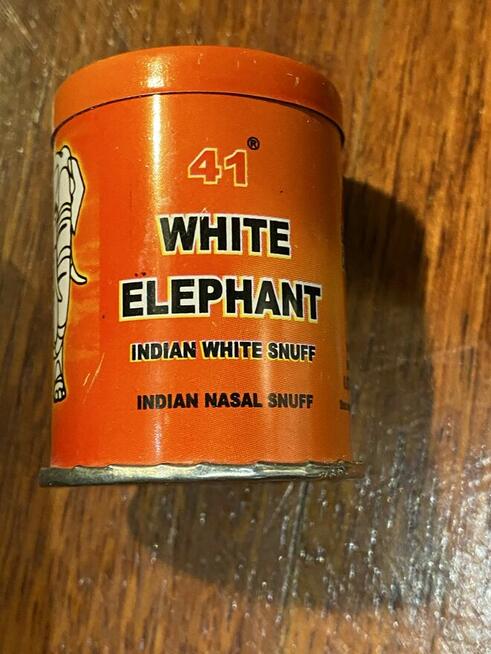 41®
WHITE
ELEPHANT
INDIAN WHITE SNUFF
INDIAN NASAL SNUFF